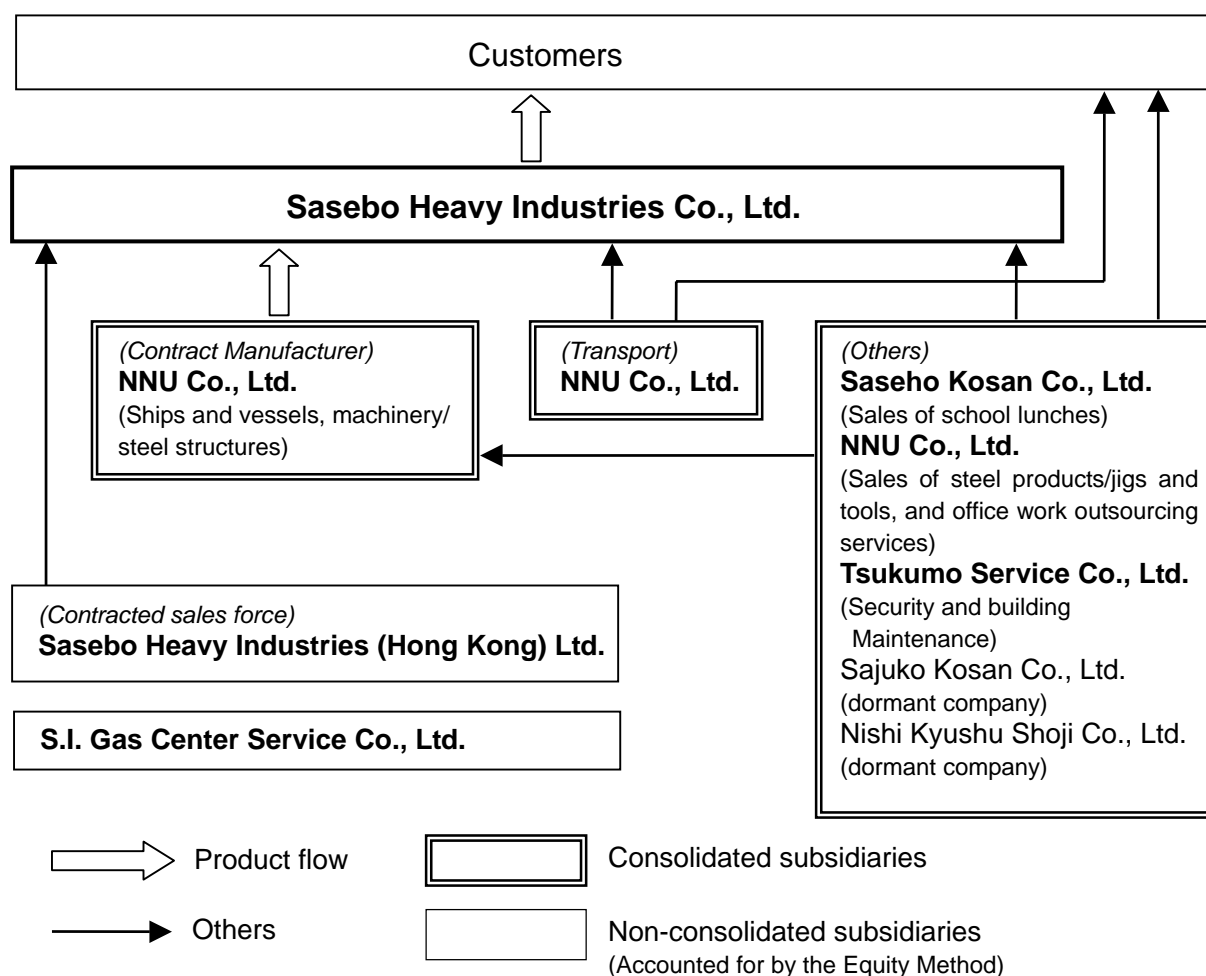 Customers
Sasebo Heavy Industries Co., Ltd.
(Contract Manufacturer)
NNU Co., Ltd.
(Ships and vessels, machinery/
steel structures)
(Transport)
NNU Co., Ltd.
(Others)
Saseho Kosan Co., Ltd.
(Sales of school lunches)
NNU Co., Ltd.
(Sales of steel products/jigs and
tools, and office work outsourcing
services)
Tsukumo Service Co., Ltd.
(Security and building
Maintenance)
Sajuko Kosan Co., Ltd.
(dormant company)
Nishi Kyushu Shoji Co., Ltd.
(dormant company)
(Contracted sales force)
Sasebo Heavy Industries (Hong Kong) Ltd.
S.I. Gas Center Service Co., Ltd.
Product flow
Consolidated subsidiaries
Others
Non-consolidated subsidiaries
(Accounted for by the Equity Method)